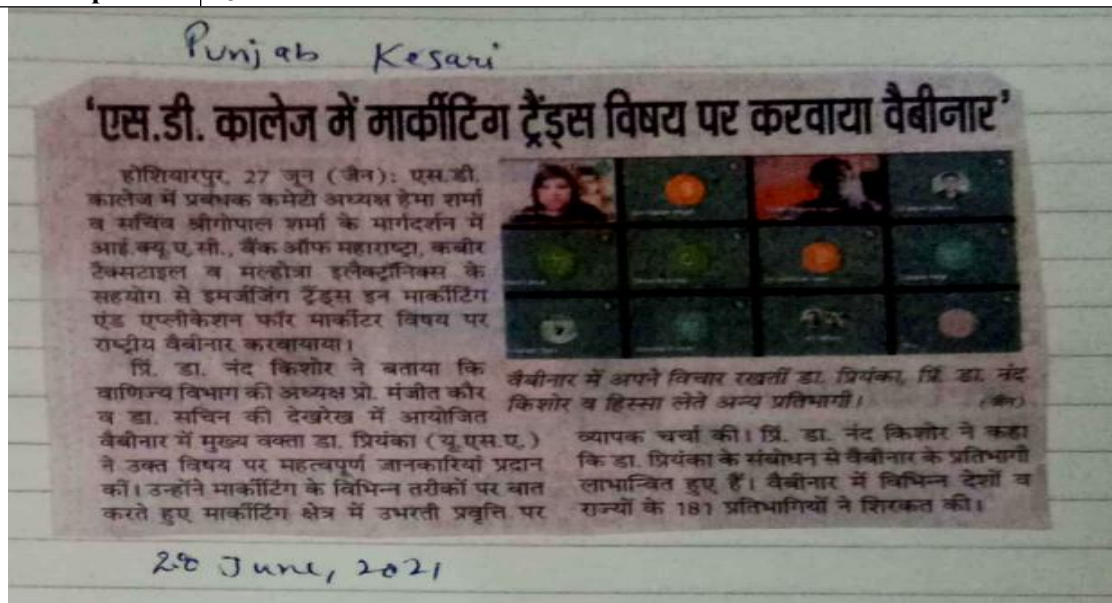 Punjab Kesari
‘एस.डी. कालेज में मार्कीटिंग ट्रैंड्स विषय पर करवाया वैबीनार’
होशियारपुर, 27 जून (जैन): एस.डी.
कालेज में प्रबंधक कमेटी अध्यक्ष हेमा शर्मा
व सचिव श्रीगोपाल शर्मा के मार्गदर्शन में
आई.क्यू.ए.सी., बैंक ऑफ महाराष्ट्रा, कबीर
टैक्सटाइल व मल्होत्रा इलैक्ट्रॉनिक्स के
सहयोग से इमर्जिंग ट्रैंड्स इन मार्कीटिंग
एंड एप्लीकेशन फॉर मार्कीटर विषय पर
राष्ट्रीय वैबीनार करवायाया।
प्रिं. डा. नंद किशोर ने बताया कि
वाणिज्य विभाग की अध्यक्ष प्रो. मंजीत कौर
व डा. सचिन की देखरेख में आयोजित
वैबीनार में मुख्य वक्ता डा. प्रियंका (यू.एस.ए.)
ने उक्त विषय पर महत्वपूर्ण जानकारियां प्रदान
कीं। उन्होंने मार्कीटिंग के विभिन्न तरीकों पर बात
करते हुए मार्कीटिंग क्षेत्र में उभरती प्रवृत्ति पर
वैबीनार में अपने विचार रखतीं डा. प्रियंका, प्रिं. डा. नंद
किशोर व हिस्सा लेते अन्य प्रतिभागी। (जैन)
व्यापक चर्चा की। प्रिं. डा. नंद किशोर ने कहा
कि डा. प्रियंका के संबोधन से वैबीनार के प्रतिभागी
लाभान्वित हुए हैं। वैबीनार में विभिन्न देशों व
राज्यों के 181 प्रतिभागियों ने शिरकत की।
28 June, 2021